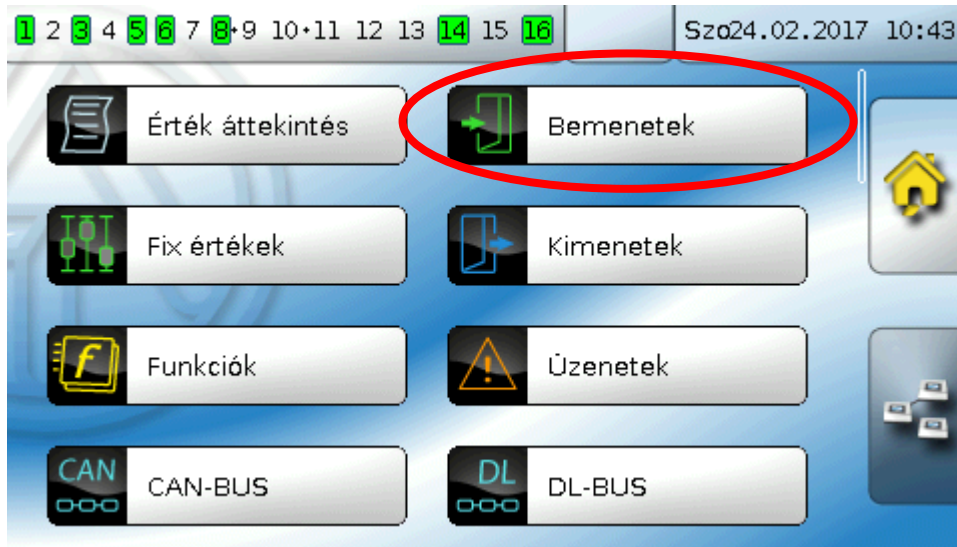 1 2 3 4 5 6 7 8+9 10+11 12 13 14 15 16 Szo24.02.2017 10:43
Érték áttekintés Bemenetek
Fix értékek Kimenetek
f Funkciók Üzenetek
CAN CAN-BUS DL DL-BUS